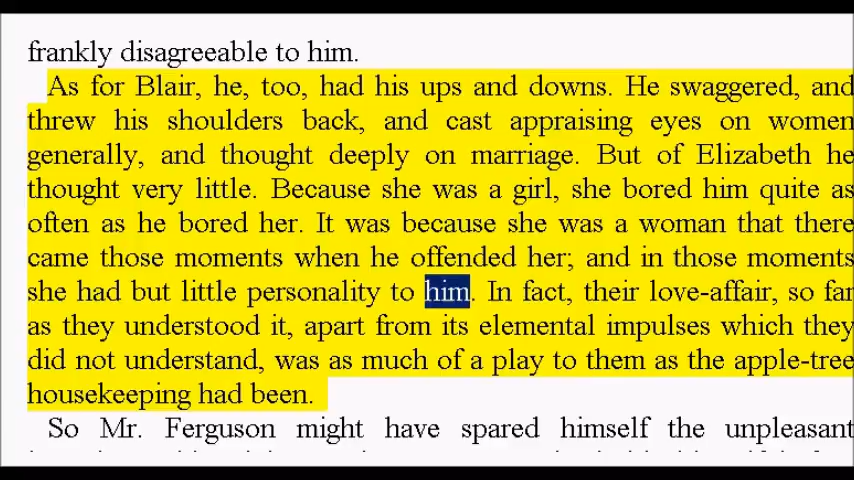 frankly disagreeable to him.
As for Blair, he, too, had his ups and downs. He swaggered, and
threw his shoulders back, and cast appraising eyes on women
generally, and thought deeply on marriage. But of Elizabeth he
thought very little. Because she was a girl, she bored him quite as
often as he bored her. It was because she was a woman that there
came those moments when he offended her; and in those moments
she had but little personality to him. In fact, their love-affair, so far
as they understood it, apart from its elemental impulses which they
did not understand, was as much of a play to them as the apple-tree
housekeeping had been.
So Mr. Ferguson might have spared himself the unpleasant